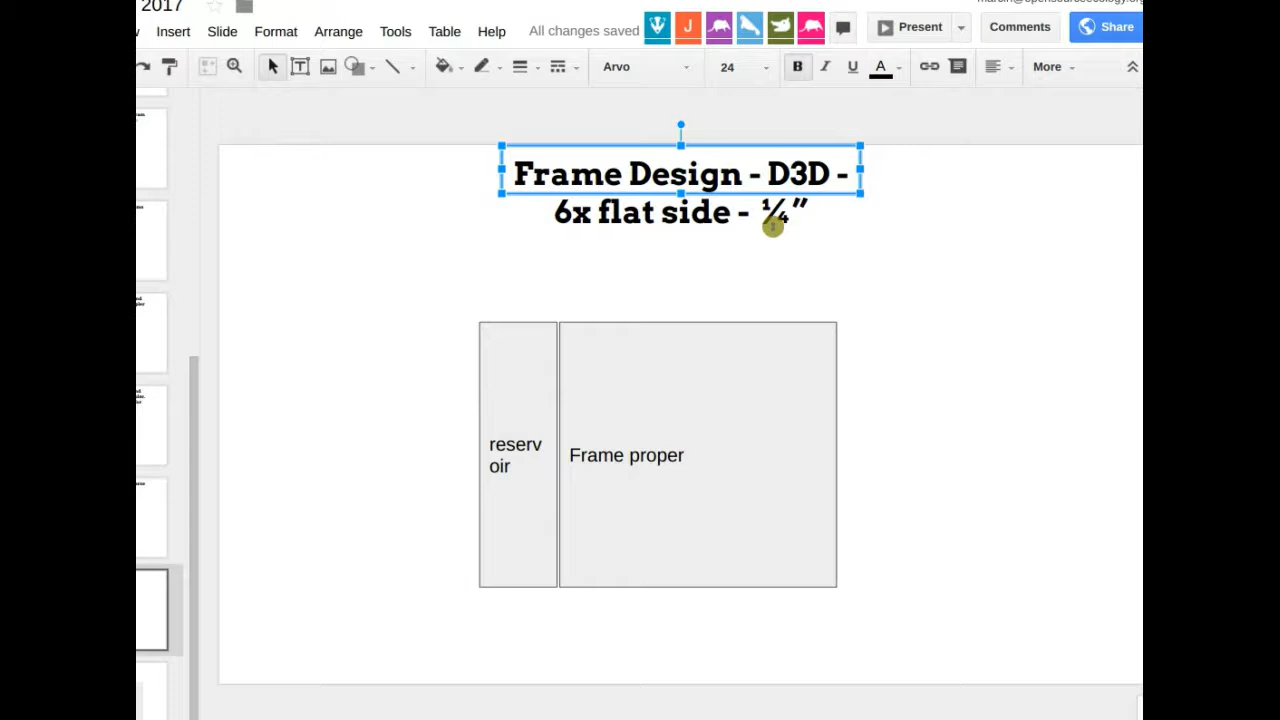 2017
Insert Slide Format Arrange Tools Table Help All changes saved
J
Present
Comments
Share
Arvo
24
B I U A
More
Frame Design - D3D -
6x flat side - ¼”
reserv
oir
Frame proper